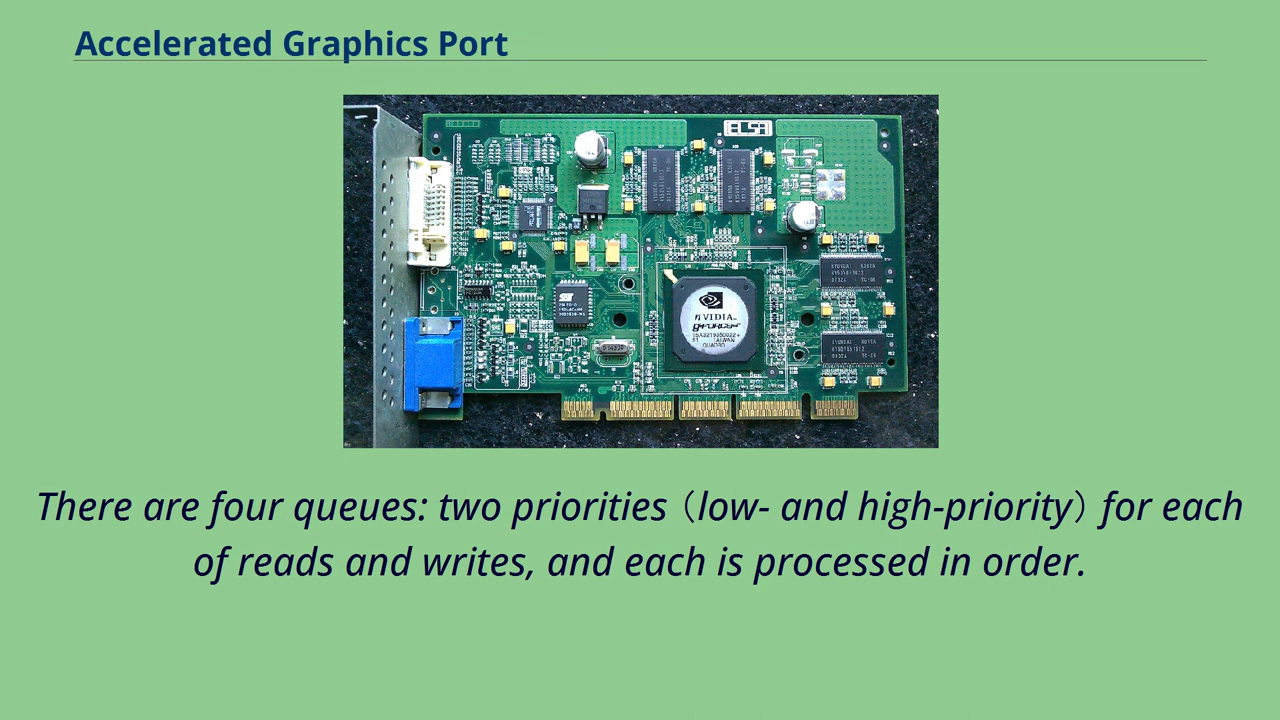 Accelerated Graphics Port
ELSA
NVIDIA
GEFORCE
QUADRO
There are four queues: two priorities (low- and high-priority) for each
of reads and writes, and each is processed in order.